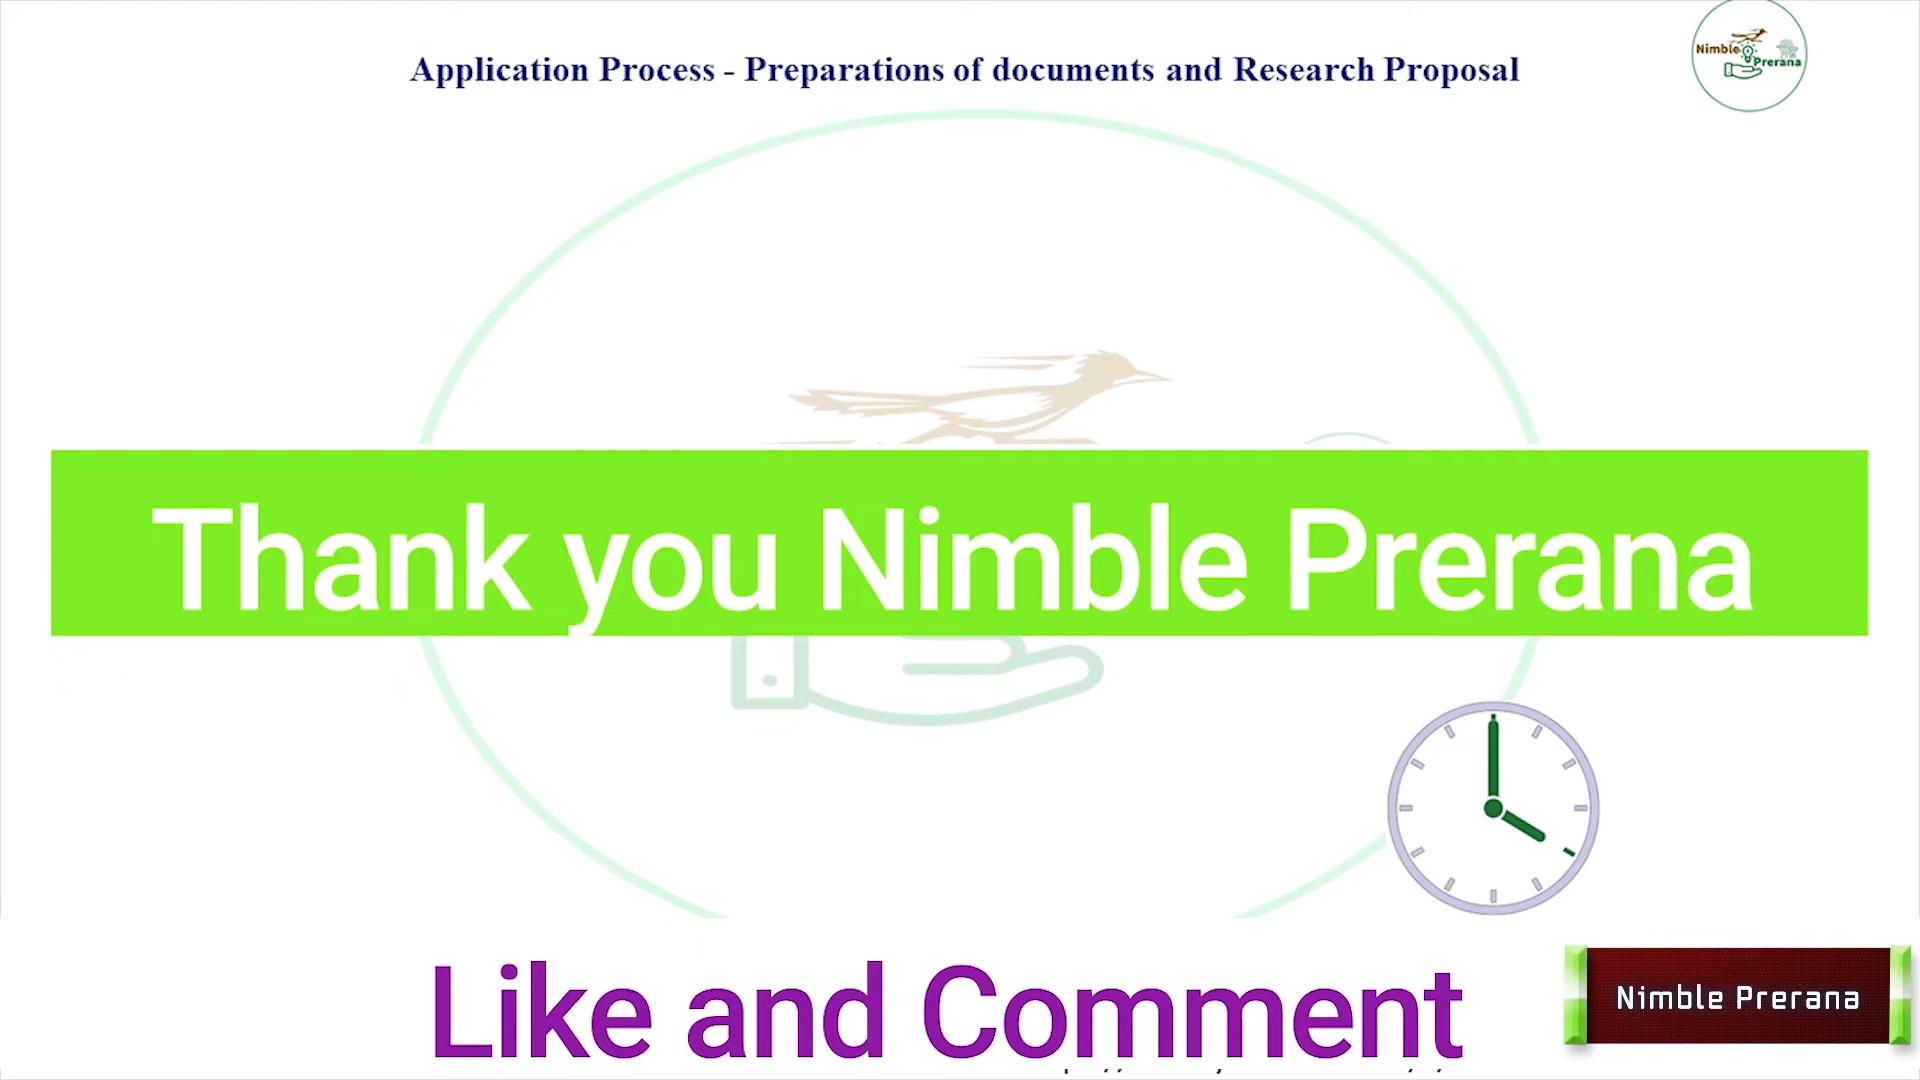 Application Process - Preparations of documents and Research Proposal
Nimble
Prerana
Thank you Nimble Prerana
Like and Comment
Nimble Prerana